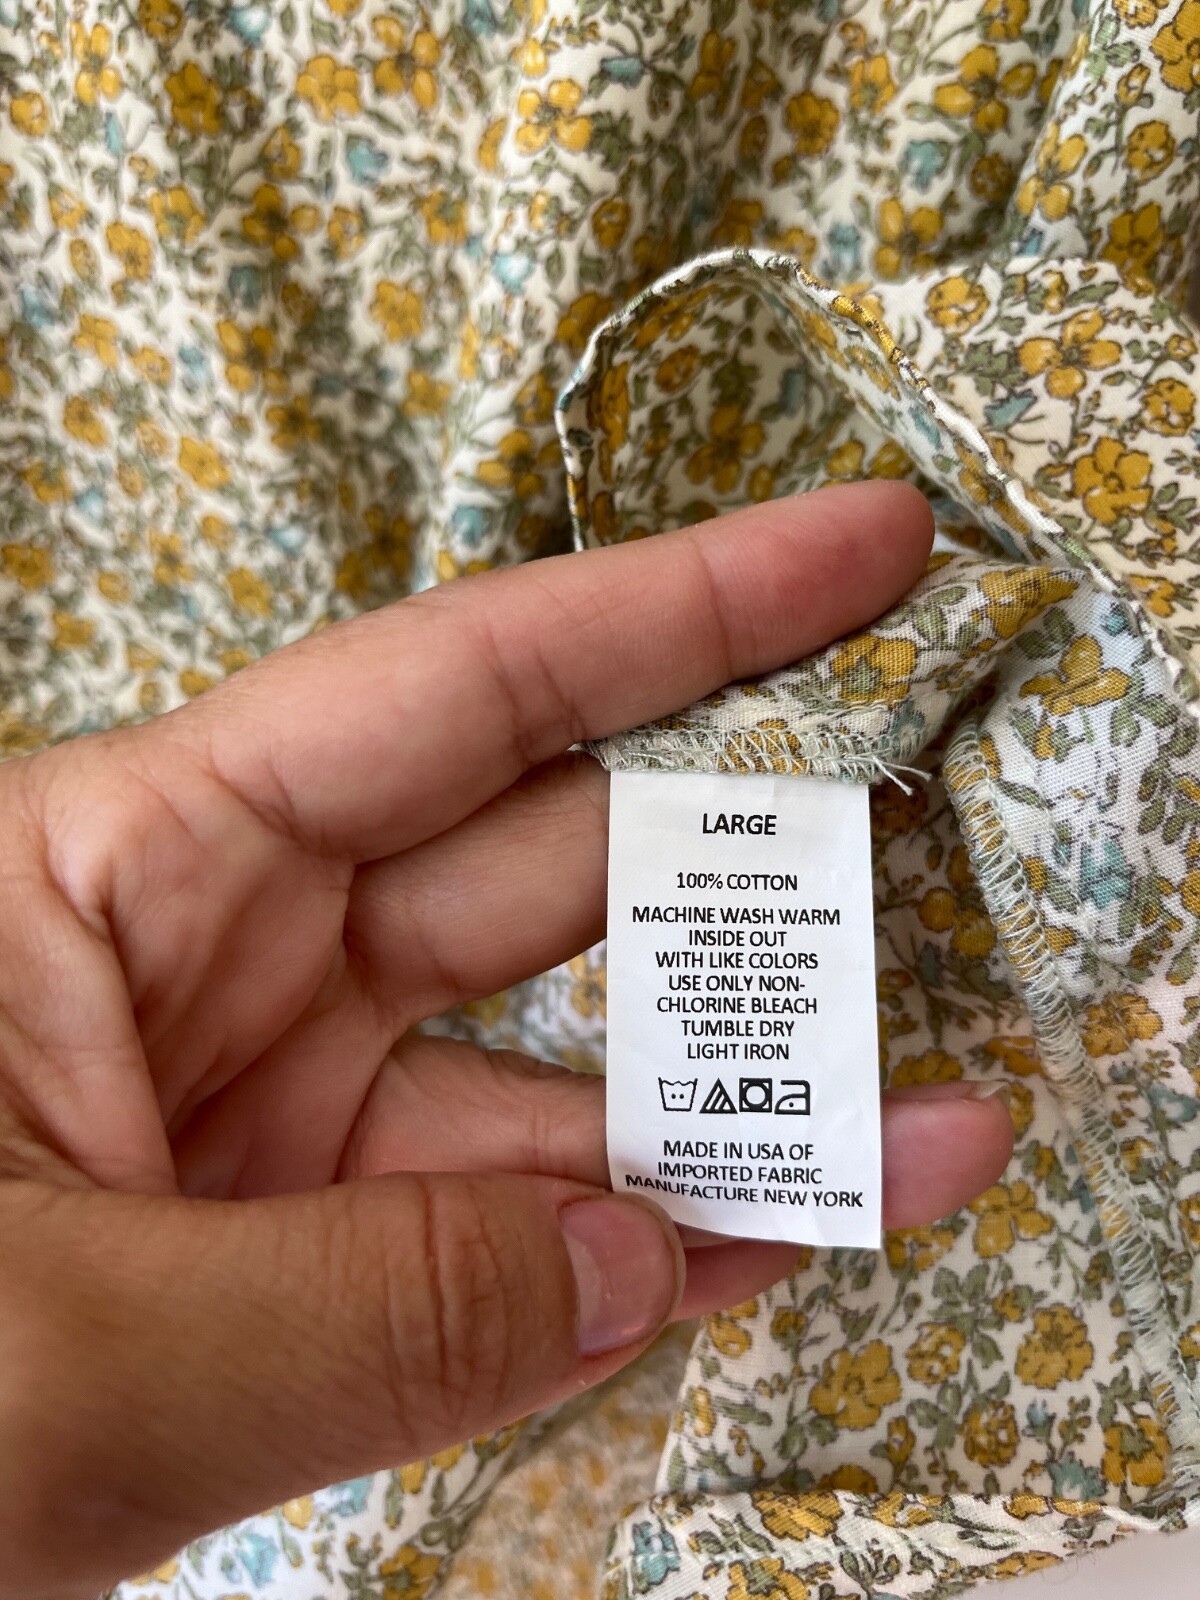 LARGE
100% COTTON
MACHINE WASH WARM
INSIDE OUT
WITH LIKE COLORS
USE ONLY NON-
CHLORINE BLEACH
TUMBLE DRY
LIGHT IRON
MADE IN USA OF
IMPORTED FABRIC
MANUFACTURE NEW YORK